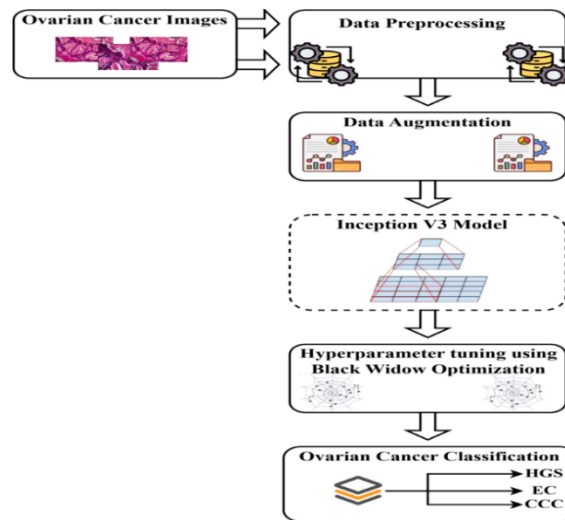 Ovarian Cancer Images
Data Preprocessing
Data Augmentation
Inception V3 Model
Hyperparameter tuning using
Black Widow Optimization
Ovarian Cancer Classification
HGS
EC
CCC